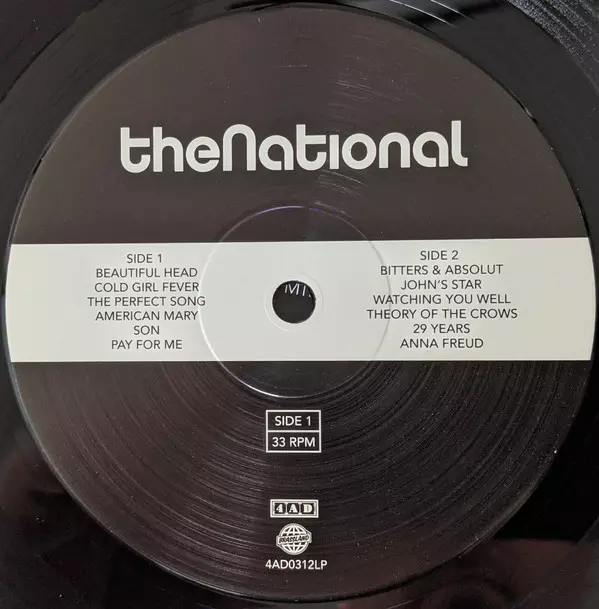 theNational
SIDE 1
BEAUTIFUL HEAD
COLD GIRL FEVER
THE PERFECT SONG
AMERICAN MARY
SON
PAY FOR ME
SIDE 2
BITTERS & ABSOLUT
JOHN'S STAR
WATCHING YOU WELL
THEORY OF THE CROWS
29 YEARS
ANNA FREUD
SIDE 1
33 RPM
4AD
BRASSLAND
4AD0312LP